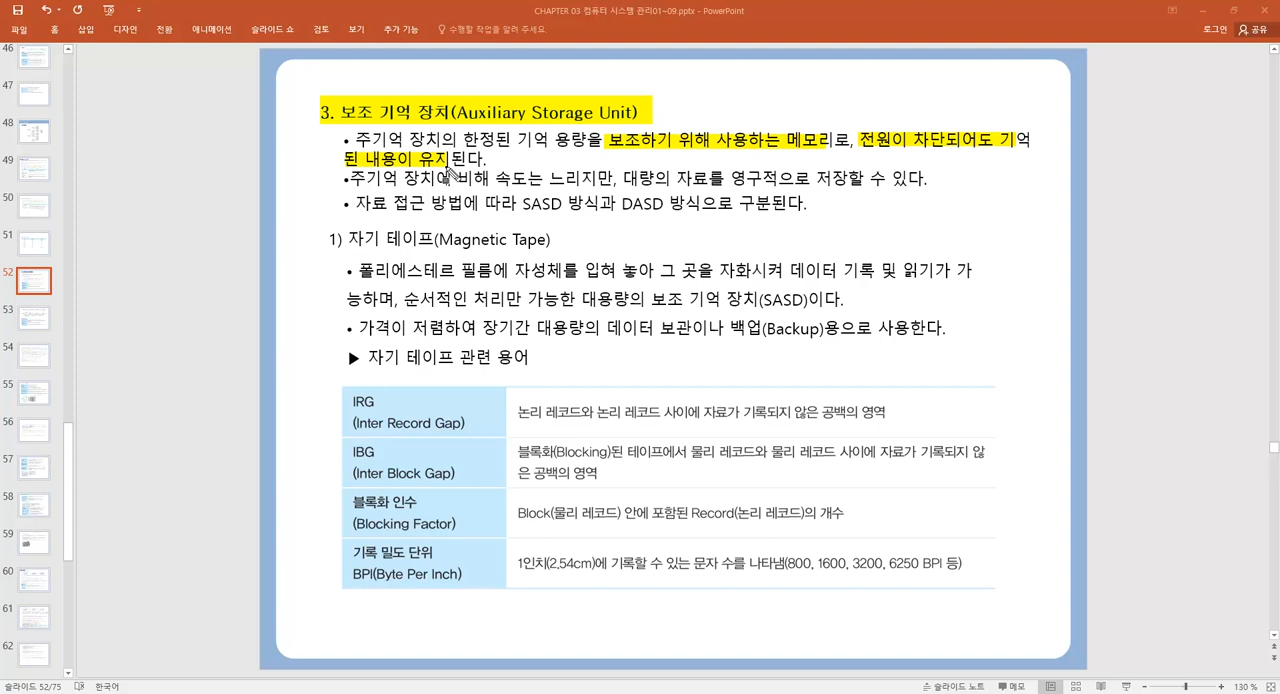 CHAPTER 03 컴퓨터 시스템 관리01~09.pptx - PowerPoint
파일 홈 삽입 디자인 전환 애니메이션 슬라이드 쇼 검토 보기 추가 기능 수행할 작업을 알려 주세요. 로그인 공유
46
47
48
49
50
51
52
53
54
55
56
57
58
59
60
61
62
3. 보조 기억 장치(Auxiliary Storage Unit)
• 주기억 장치의 한정된 기억 용량을 보조하기 위해 사용하는 메모리로, 전원이 차단되어도 기억
된 내용이 유지된다.
•주기억 장치에 비해 속도는 느리지만, 대량의 자료를 영구적으로 저장할 수 있다.
• 자료 접근 방법에 따라 SASD 방식과 DASD 방식으로 구분된다.
1) 자기 테이프(Magnetic Tape)
• 폴리에스테르 필름에 자성체를 입혀 놓아 그 곳을 자화시켜 데이터 기록 및 읽기가 가
능하며, 순서적인 처리만 가능한 대용량의 보조 기억 장치(SASD)이다.
• 가격이 저렴하여 장기간 대용량의 데이터 보관이나 백업(Backup)용으로 사용한다.
▶ 자기 테이프 관련 용어
IRG
(Inter Record Gap)
논리 레코드와 논리 레코드 사이에 자료가 기록되지 않은 공백의 영역
IBG
(Inter Block Gap)
블록화(Blocking)된 테이프에서 물리 레코드와 물리 레코드 사이에 자료가 기록되지 않
은 공백의 영역
블록화 인수
(Blocking Factor)
Block(물리 레코드) 안에 포함된 Record(논리 레코드)의 개수
기록 밀도 단위
BPI(Byte Per Inch)
1인치(2.54cm)에 기록할 수 있는 문자 수를 나타냄(800, 1600, 3200, 6250 BPI 등)
슬라이드 52/75 한국어 슬라이드 노트 메모 130 %